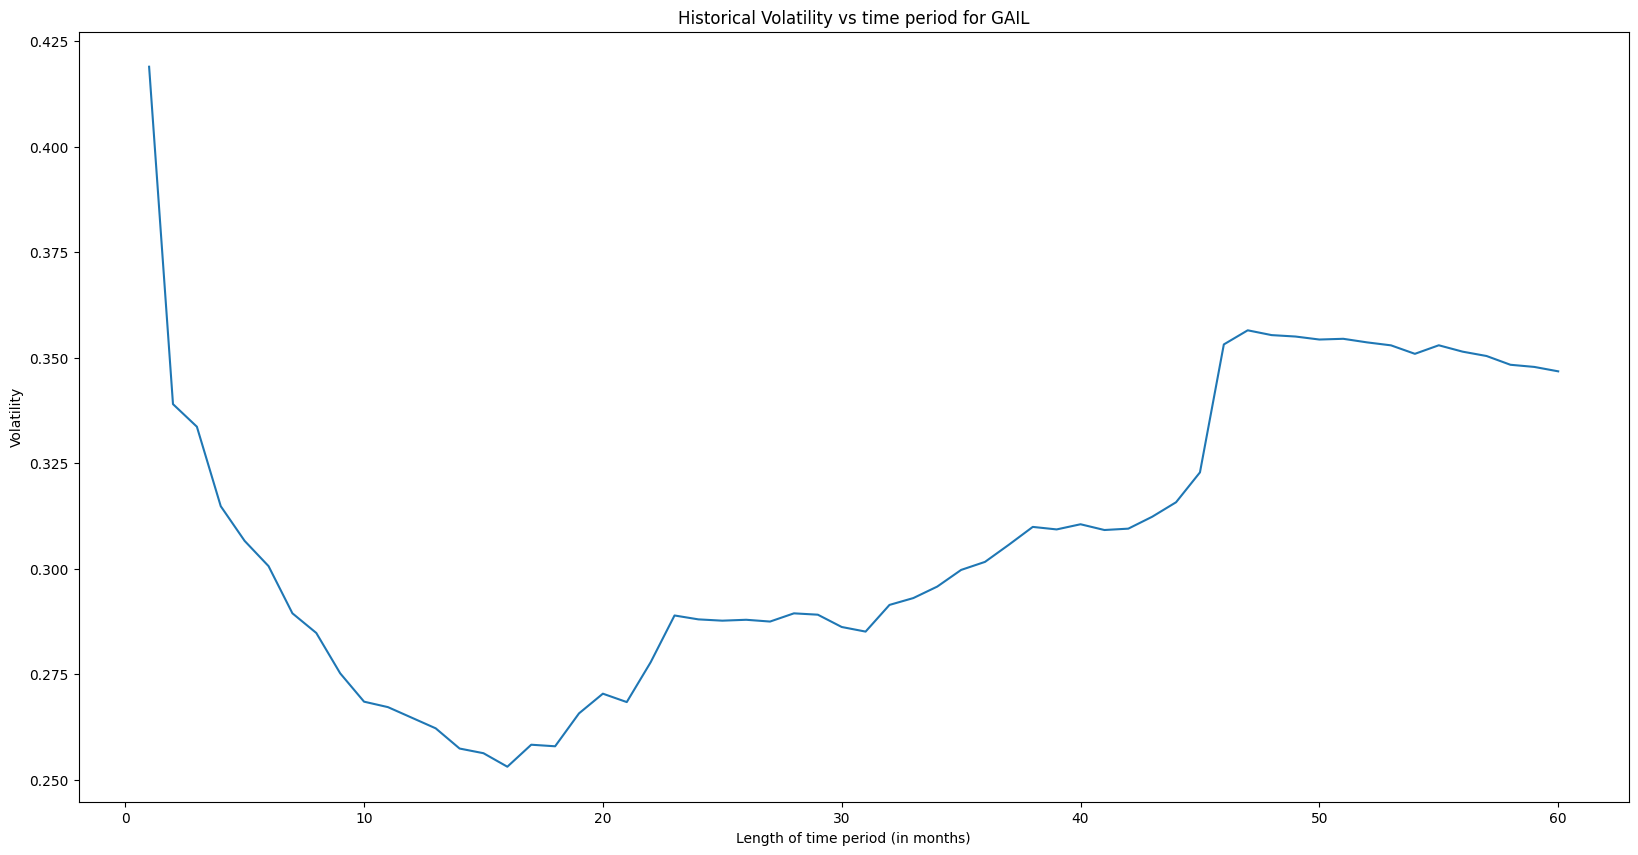 Historical Volatility vs time period for GAIL
0.425
0.400
0.375
0.350
0.325
0.300
0.275
0.250
Volatility
0 10 20 30 40 50 60
Length of time period (in months)